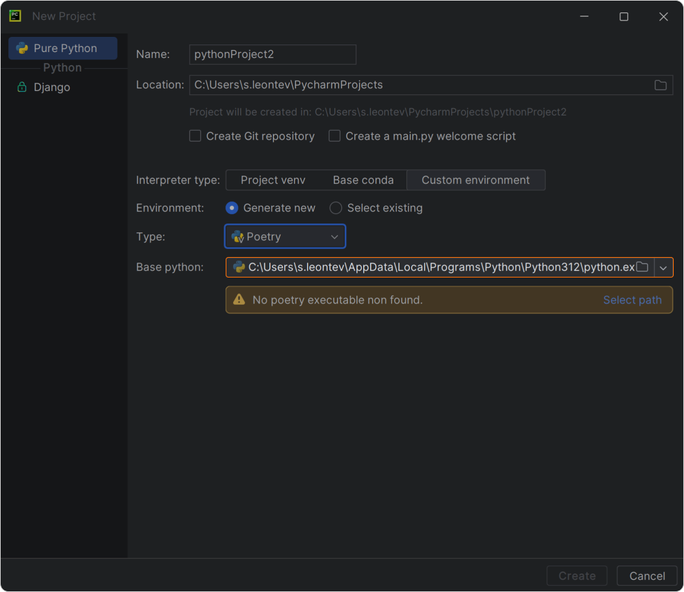 New Project
Pure Python
Python
Django
Name: pythonProject2
Location: C:\Users\s.leontev\PycharmProjects
Project will be created in: C:\Users\s.leontev\PycharmProjects\pythonProject2
Create Git repository Create a main.py welcome script
Interpreter type: Project venv Base conda Custom environment
Environment: Generate new Select existing
Type: Poetry
Base python: C:\Users\s.leontev\AppData\Local\Programs\Python\Python312\python.ex
No poetry executable non found. Select path
Create Cancel